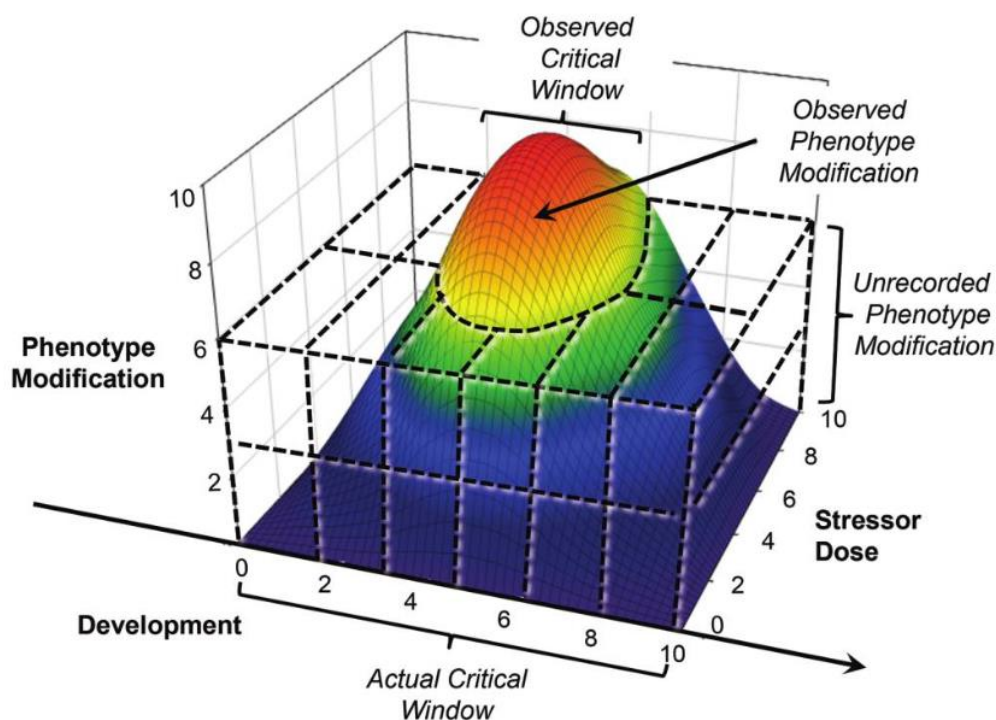 Observed
Critical
Window
Observed
Phenotype
Modification
10
8
6
4
2
Phenotype
Modification
Unrecorded
Phenotype
Modification
10
8
6
4
2
0
Stressor
Dose
0
2
4
6
8
10
Development
Actual Critical
Window